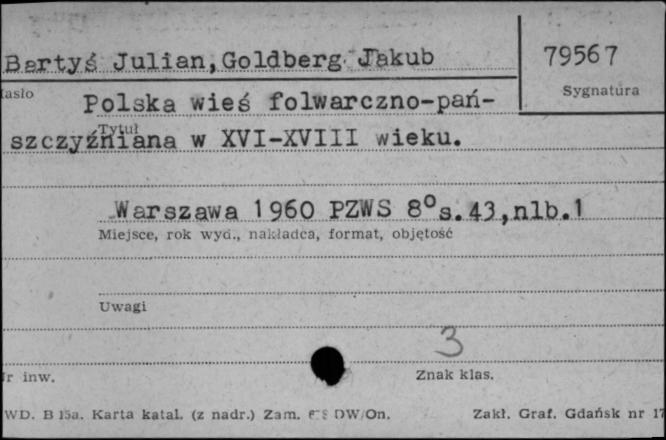 Bartyś Julian, Goldberg Jakub
79567
Hasło
Sygnatura
Polska wieś folwarczno-pań-
szczyźniana w XVI-XVIII wieku.
Tytuł
Warszawa 1960 PZWS 8° s.43,nlb.1
Miejsce, rok wyd., nakładca, format, objętość
Uwagi
3
Nr inw.
Znak klas.
WD. B 15a. Karta katal. (z nadr.) Zam. DW/On.
Zakł. Graf. Gdańsk nr 17